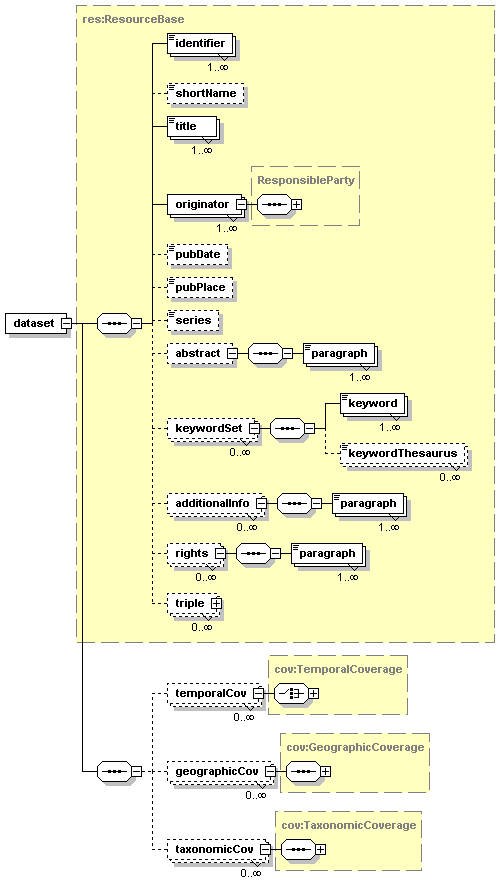 res:ResourceBase
identifier
1..∞
shortName
title
1..∞
ResponsibleParty
originator
1..∞
pubDate
pubPlace
series
dataset
abstract
paragraph
1..∞
keyword
1..∞
keywordSet
0..∞
keywordThesaurus
0..∞
additionalInfo
0..∞
paragraph
1..∞
rights
0..∞
paragraph
1..∞
triple
0..∞
cov:TemporalCoverage
temporalCov
0..∞
cov:GeographicCoverage
geographicCov
0..∞
cov:TaxonomicCoverage
taxonomicCov
0..∞